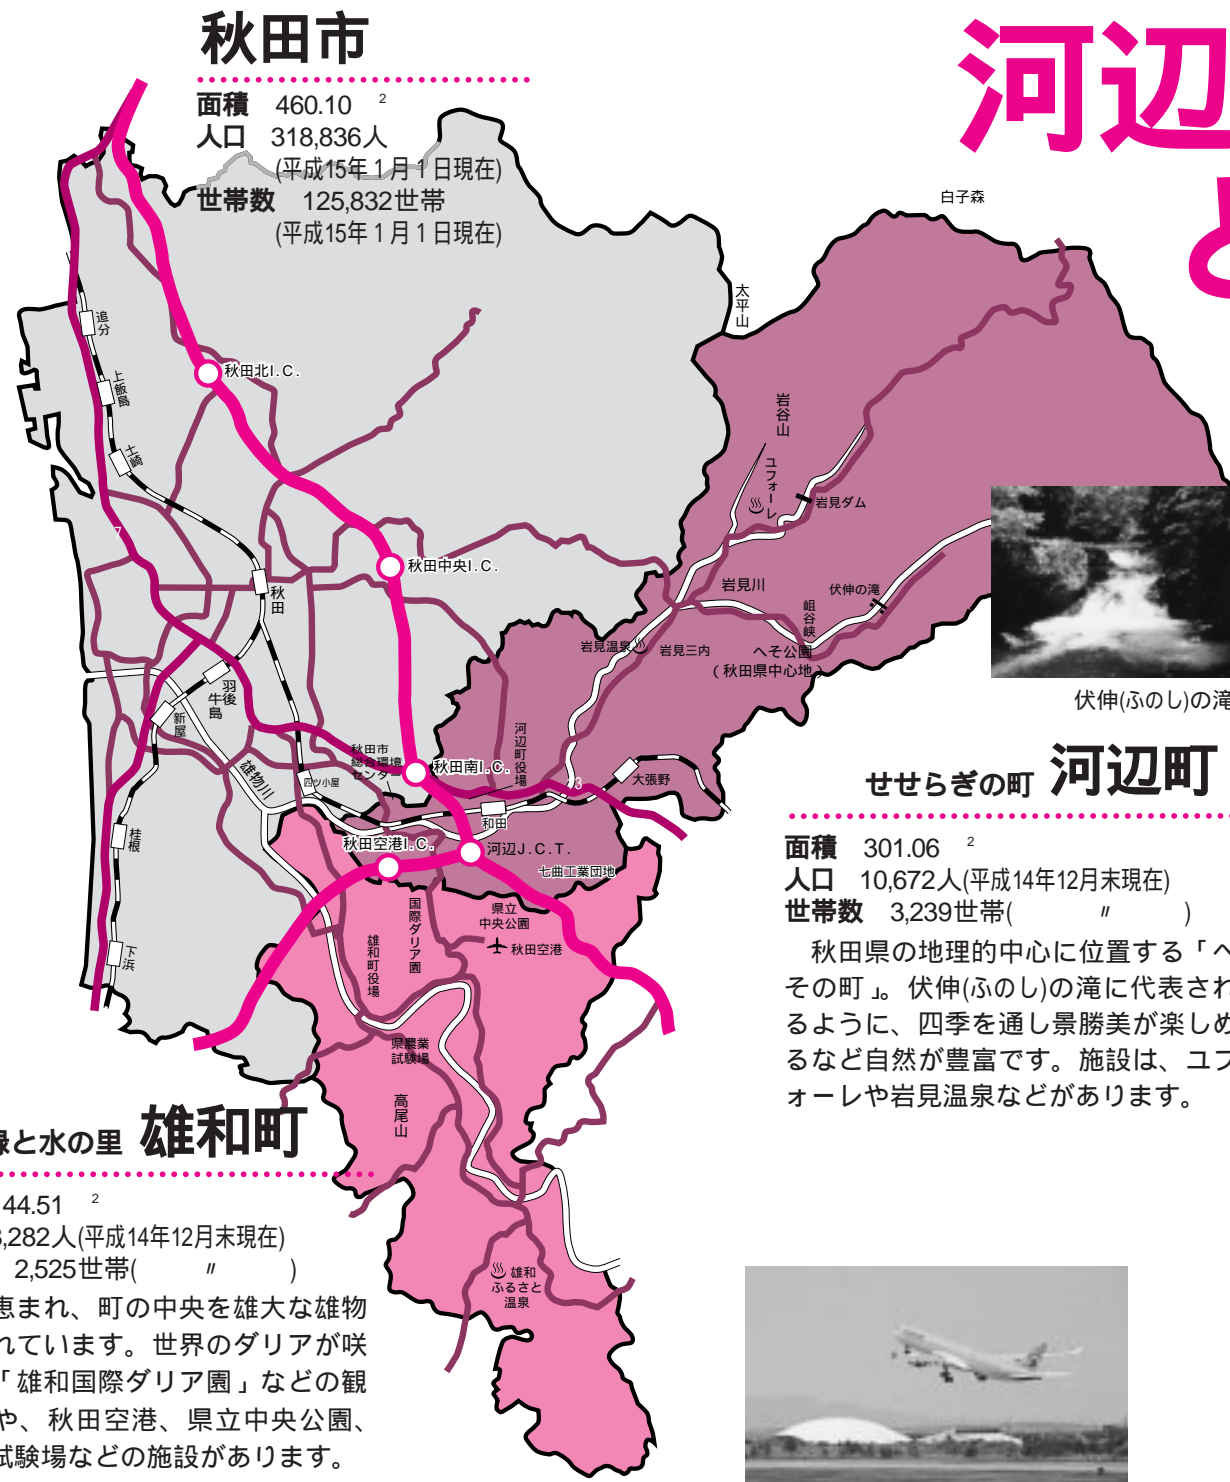 秋田市
面積 460.10 2
人口 318,836人
(平成15年1月1日現在)
世帯数 125,832世帯
(平成15年1月1日現在)
河辺
と
白子森
太平山
追分
上飯島
土崎
秋田北I.C.
岩谷山
ユフォーレ
岩見ダム
7
秋田中央I.C.
秋田
岩見川
伏伸の滝
岨谷峡
岩見温泉
岩見三内
へそ公園
(秋田県中心地)
伏伸(ふのし)の滝
羽後
牛島
新屋
雄物川
四ツ小屋
秋田市
総合環境
センター
秋田南I.C.
河辺町役場
13
大張野
和田
桂根
秋田空港I.C.
河辺J.C.T.
七曲工業団地
せせらぎの町 河辺町
面積 301.06 2
人口 10,672人(平成14年12月末現在)
世帯数 3,239世帯( 〃 )
秋田県の地理的中心に位置する「へ
その町」。伏伸(ふのし)の滝に代表され
るように、四季を通し景勝美が楽しめ
るなど自然が豊富です。施設は、ユフ
ォーレや岩見温泉などがあります。
国際ダリア園
県立
中央公園
秋田空港
雄和町役場
下浜
県農業
試験場
高尾山
緑と水の里 雄和町
44.51 2
,282人(平成14年12月末現在)
2,525世帯( 〃 )
恵まれ、町の中央を雄大な雄物
れています。世界のダリアが咲
「雄和国際ダリア園」などの観
や、秋田空港、県立中央公園、
試験場などの施設があります。
雄和
ふるさと
温泉